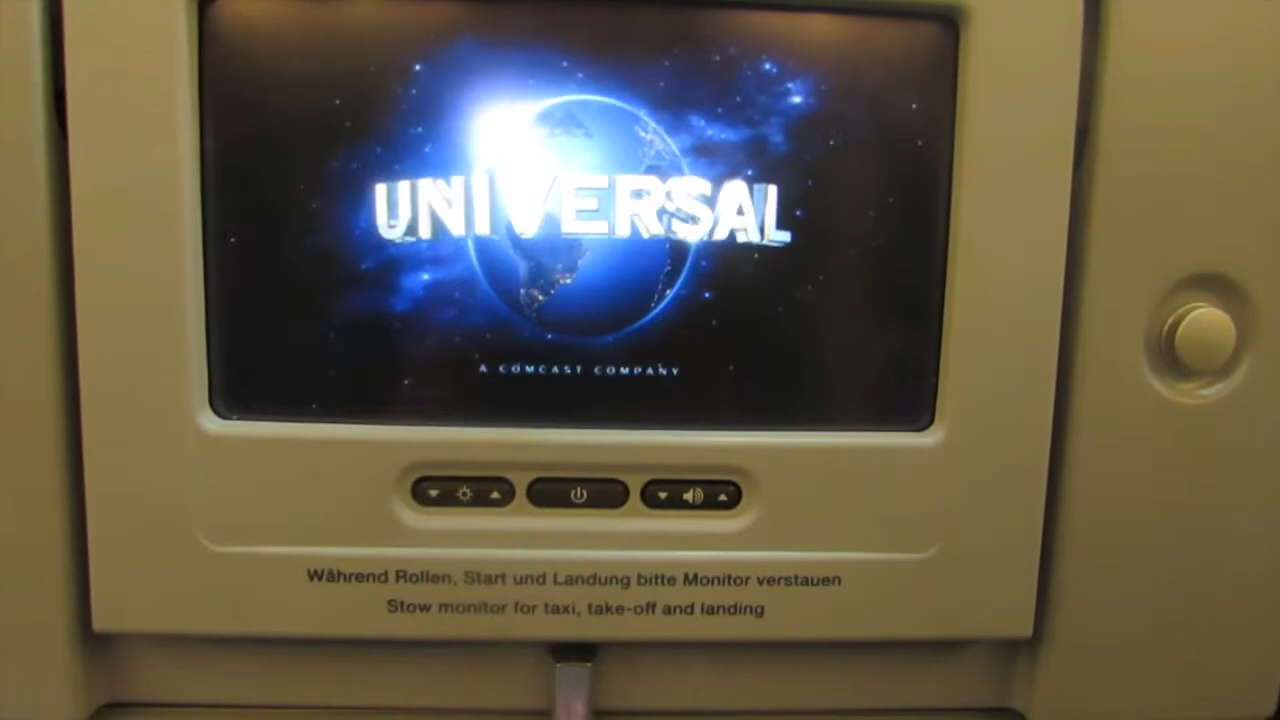 UNIVERSAL
A COMCAST COMPANY
Während Rollen, Start und Landung bitte Monitor verstauen
Stow monitor for taxi, take-off and landing